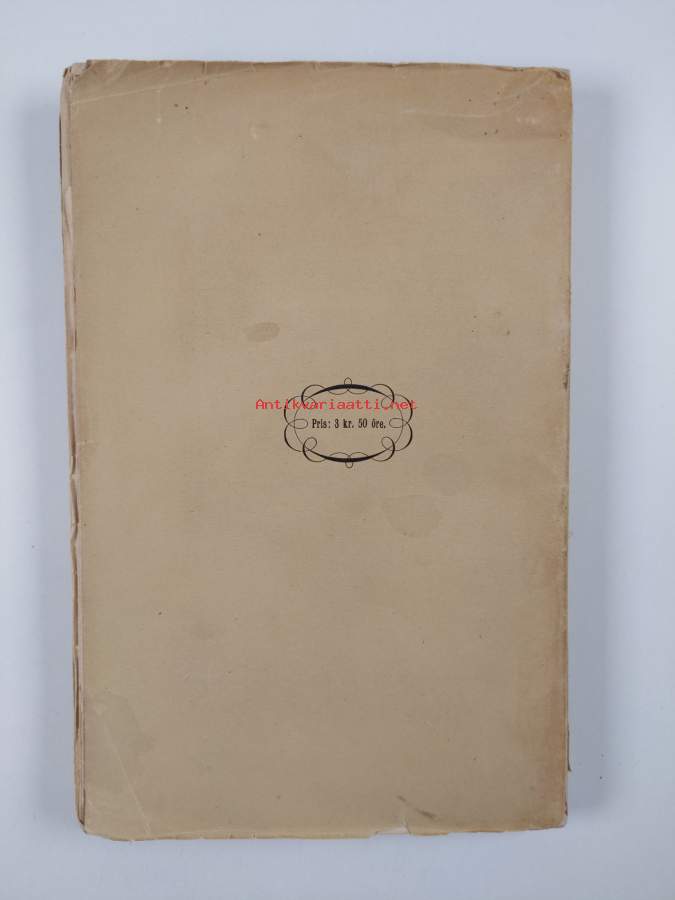 Antikvariaatti.net
Pris: 3 kr. 50 öre.